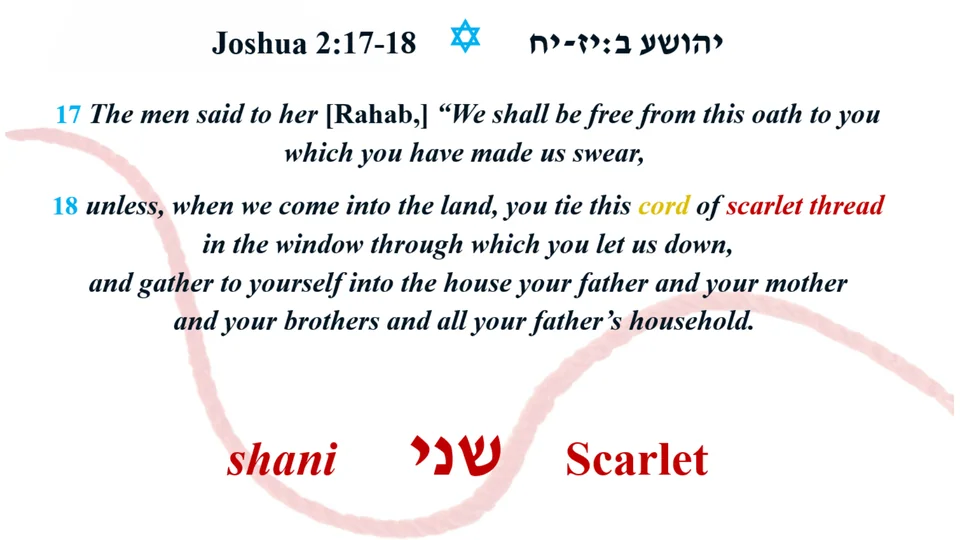 Joshua 2:17-18 ✡ יהושע ב:יז-יח
17 The men said to her [Rahab,] “We shall be free from this oath to you
which you have made us swear,
18 unless, when we come into the land, you tie this cord of scarlet thread
in the window through which you let us down,
and gather to yourself into the house your father and your mother
and your brothers and all your father’s household.
shani שני Scarlet